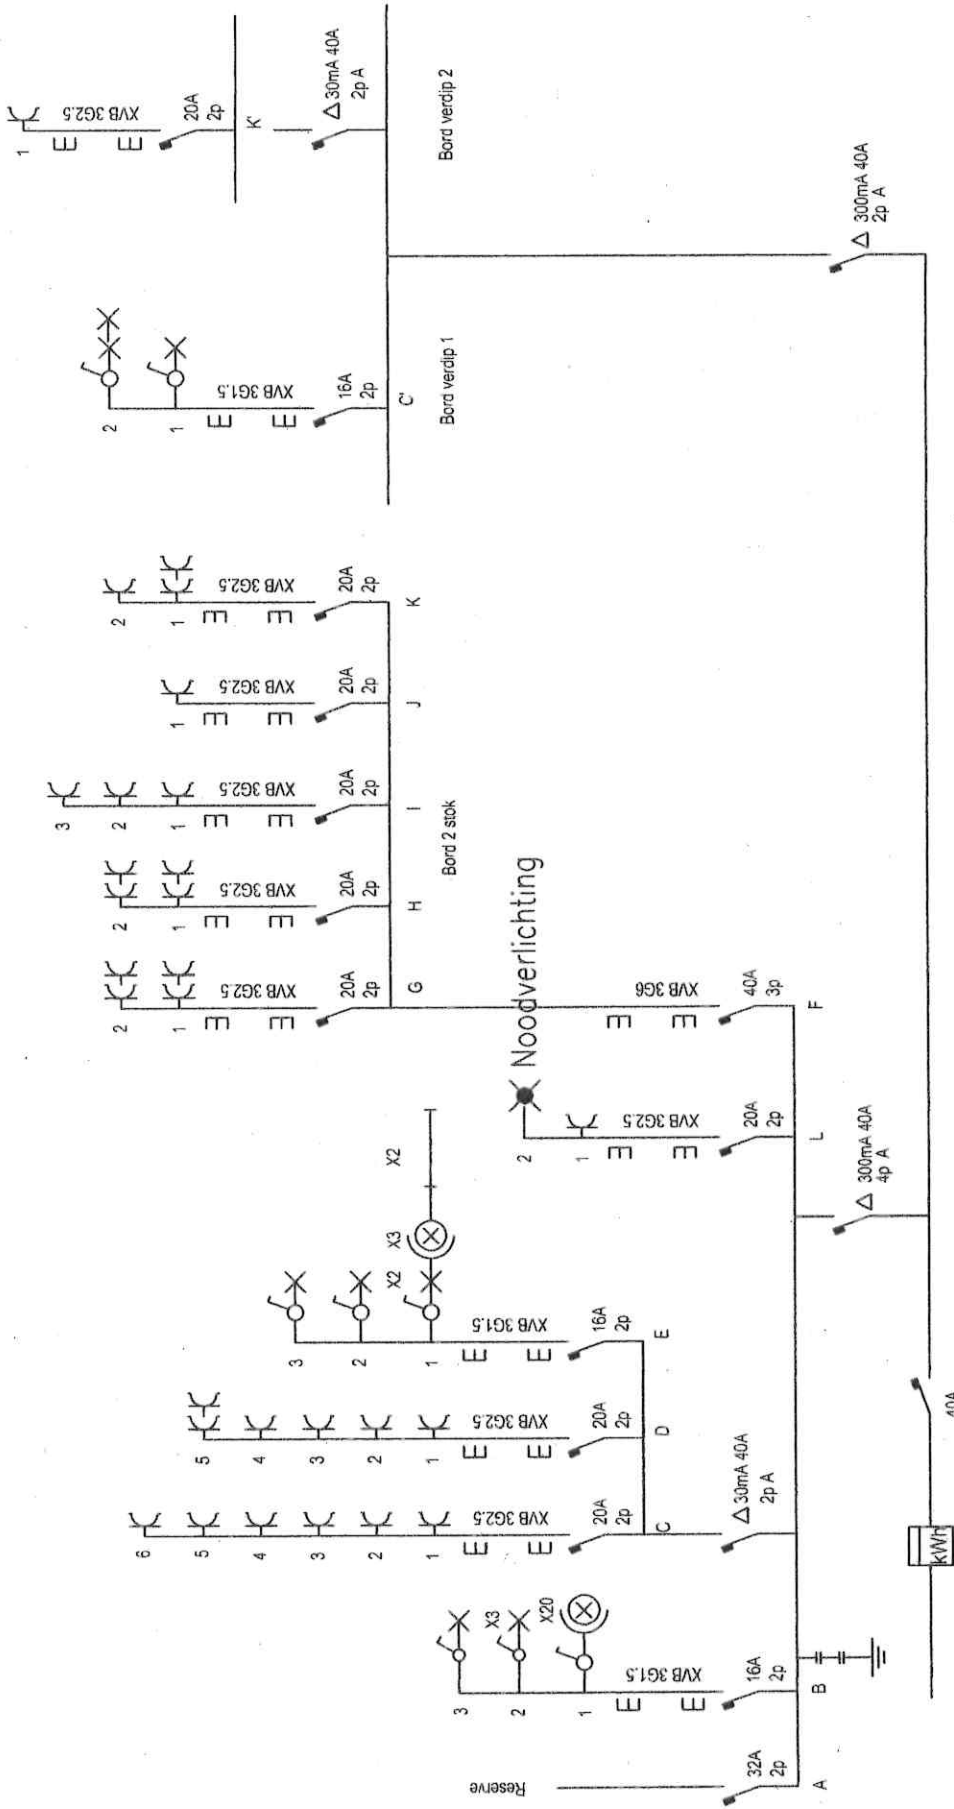 Reserve
32A
2p
A
3
2
X3
1
X20
XVB 3G1.5
16A
2p
B
6
5
4
3
2
1
XVB 3G2.5
20A
2p
C
Δ30mA 40A
2p A
5
4
3
2
1
XVB 3G2.5
20A
2p
D
3
2
1
X2
X3
X2
XVB 3G1.5
16A
2p
E
Δ 300mA 40A
4p A
2
1
Noodverlichting
XVB 3G2.5
20A
2p
L
XVB 3G6
40A
3p
F
2
1
XVB 3G2.5
20A
2p
G
2
1
XVB 3G2.5
20A
2p
H
3
2
1
XVB 3G2.5
20A
2p
I
Bord 2 stok
1
XVB 3G2.5
20A
2p
J
2
1
XVB 3G2.5
20A
2p
K
2
1
XVB 3G1.5
16A
2p
C'
Bord verdip 1
1
XVB 3G2.5
20A
2p
K'
Δ30mA 40A
2p A
Bord verdip 2
Δ 300mA 40A
2p A
kWh
40A